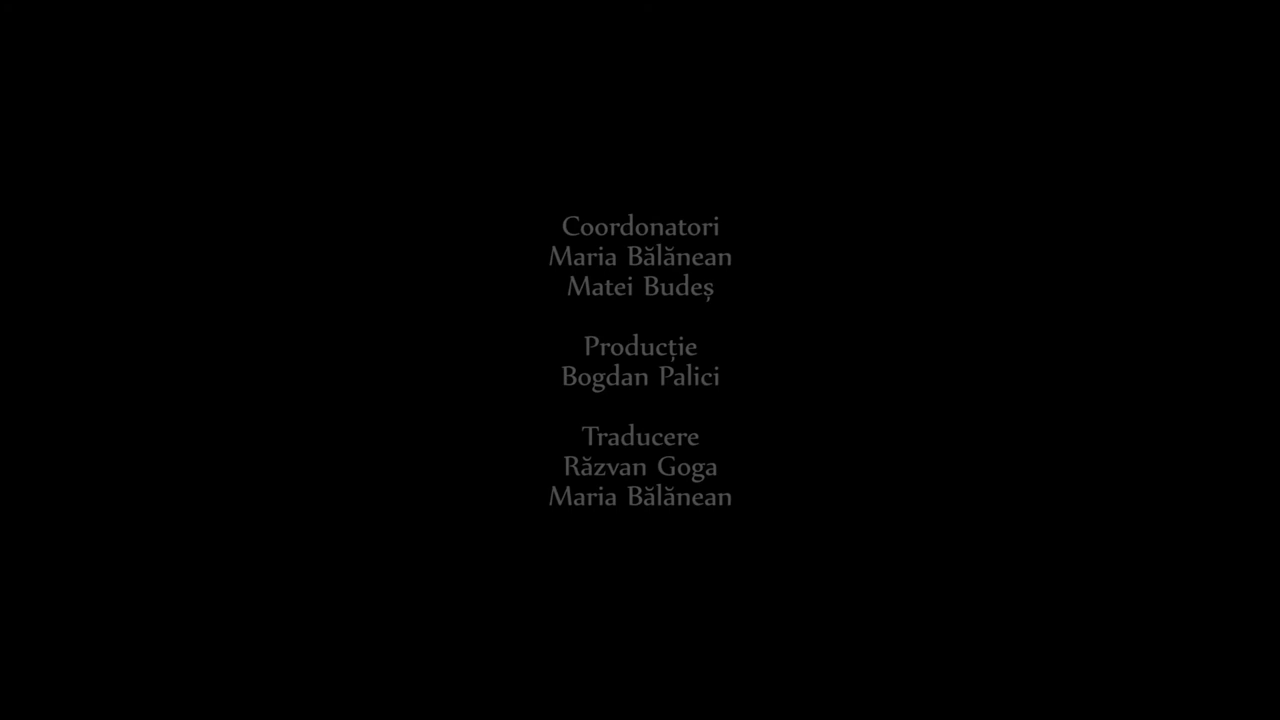 Coordonatori
Maria Bălănean
Matei Budeș
Producție
Bogdan Palici
Traducere
Răzvan Goga
Maria Bălănean